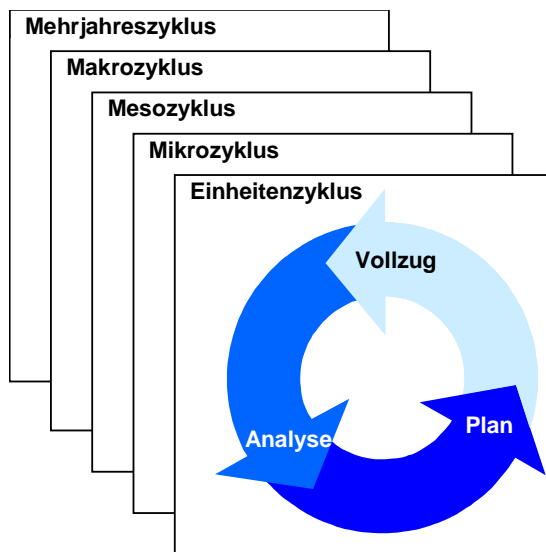 Mehrjahreszyklus
Makrozyklus
Mesozyklus
Mikrozyklus
Einheitenzyklus
Vollzug
Analyse
Plan